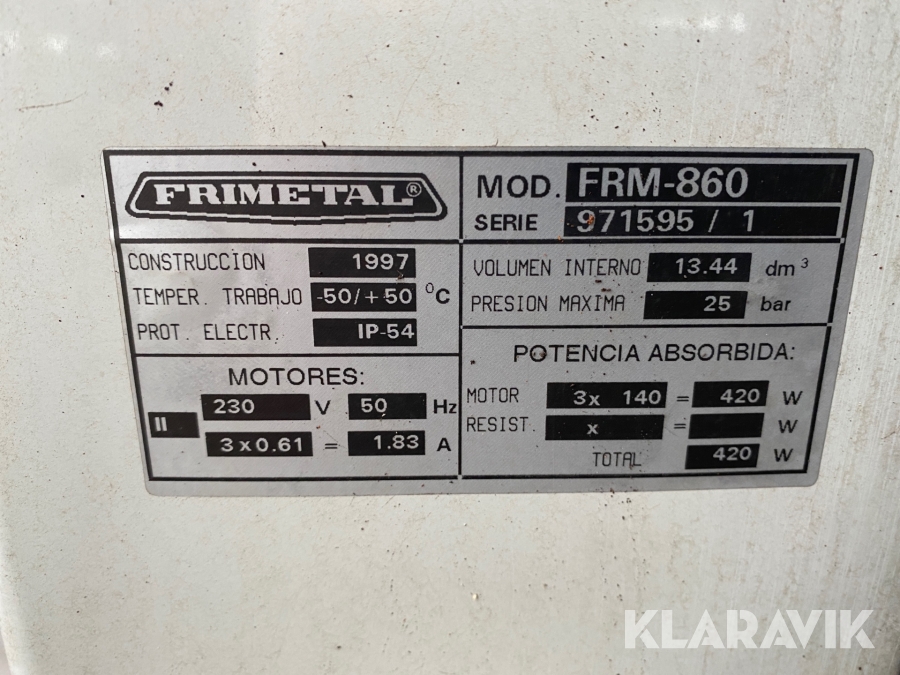 FRIMETAL®
MOD. FRM-860
SERIE 971595 / 1
CONSTRUCCION 1997
TEMPER. TRABAJO -50/+50 ºC
PROT. ELECTR. IP-54
VOLUMEN INTERNO 13.44 dm³
PRESION MAXIMA 25 bar
MOTORES:
II 230 V 50 Hz
3x0.61 = 1.83 A
POTENCIA ABSORBIDA:
MOTOR 3x 140 = 420 W
RESIST. x = W
TOTAL 420 W
KLARAVIK